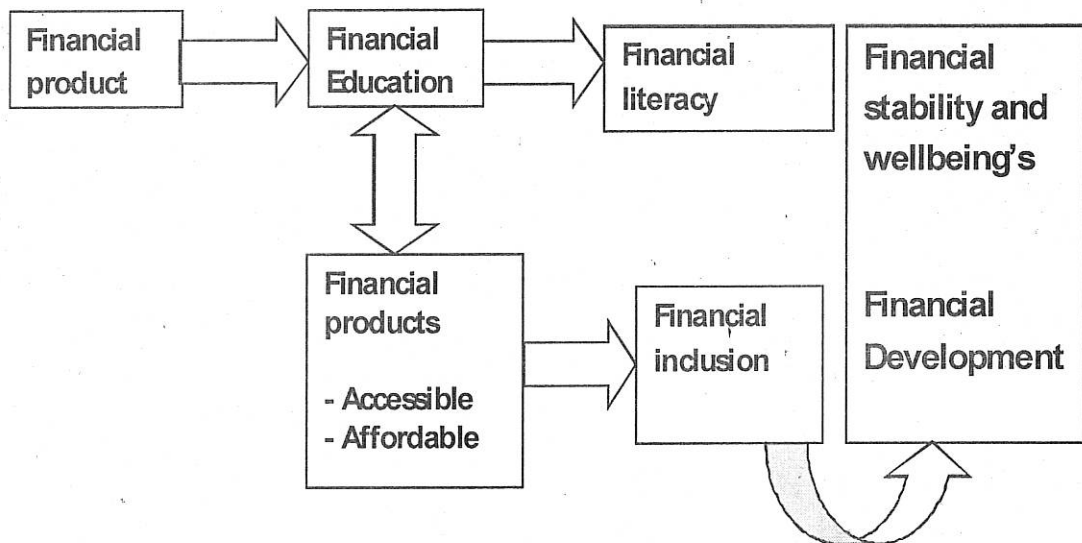 Financial
product
Financial
Education
Financial
literacy
Financial
stability and
wellbeing's
Financial
Development
Financial
products
- Accessible
- Affordable
Financial
inclusion